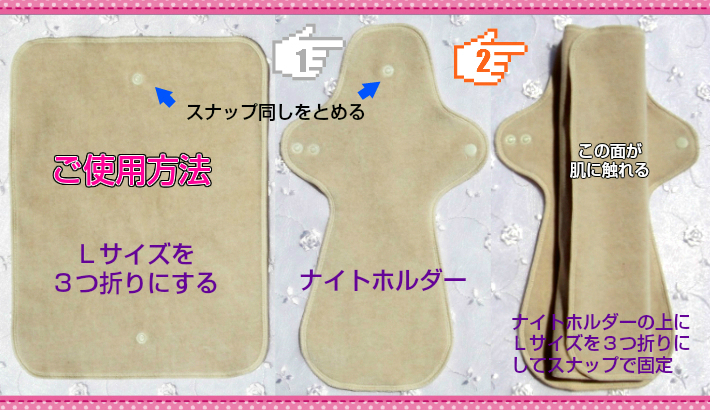 1
2
スナップ同しをとめる
ご使用方法
この面が
肌に触れる
Ｌサイズを
３つ折りにする
ナイトホルダー
ナイトホルダーの上に
Ｌサイズを３つ折りに
してスナップで固定